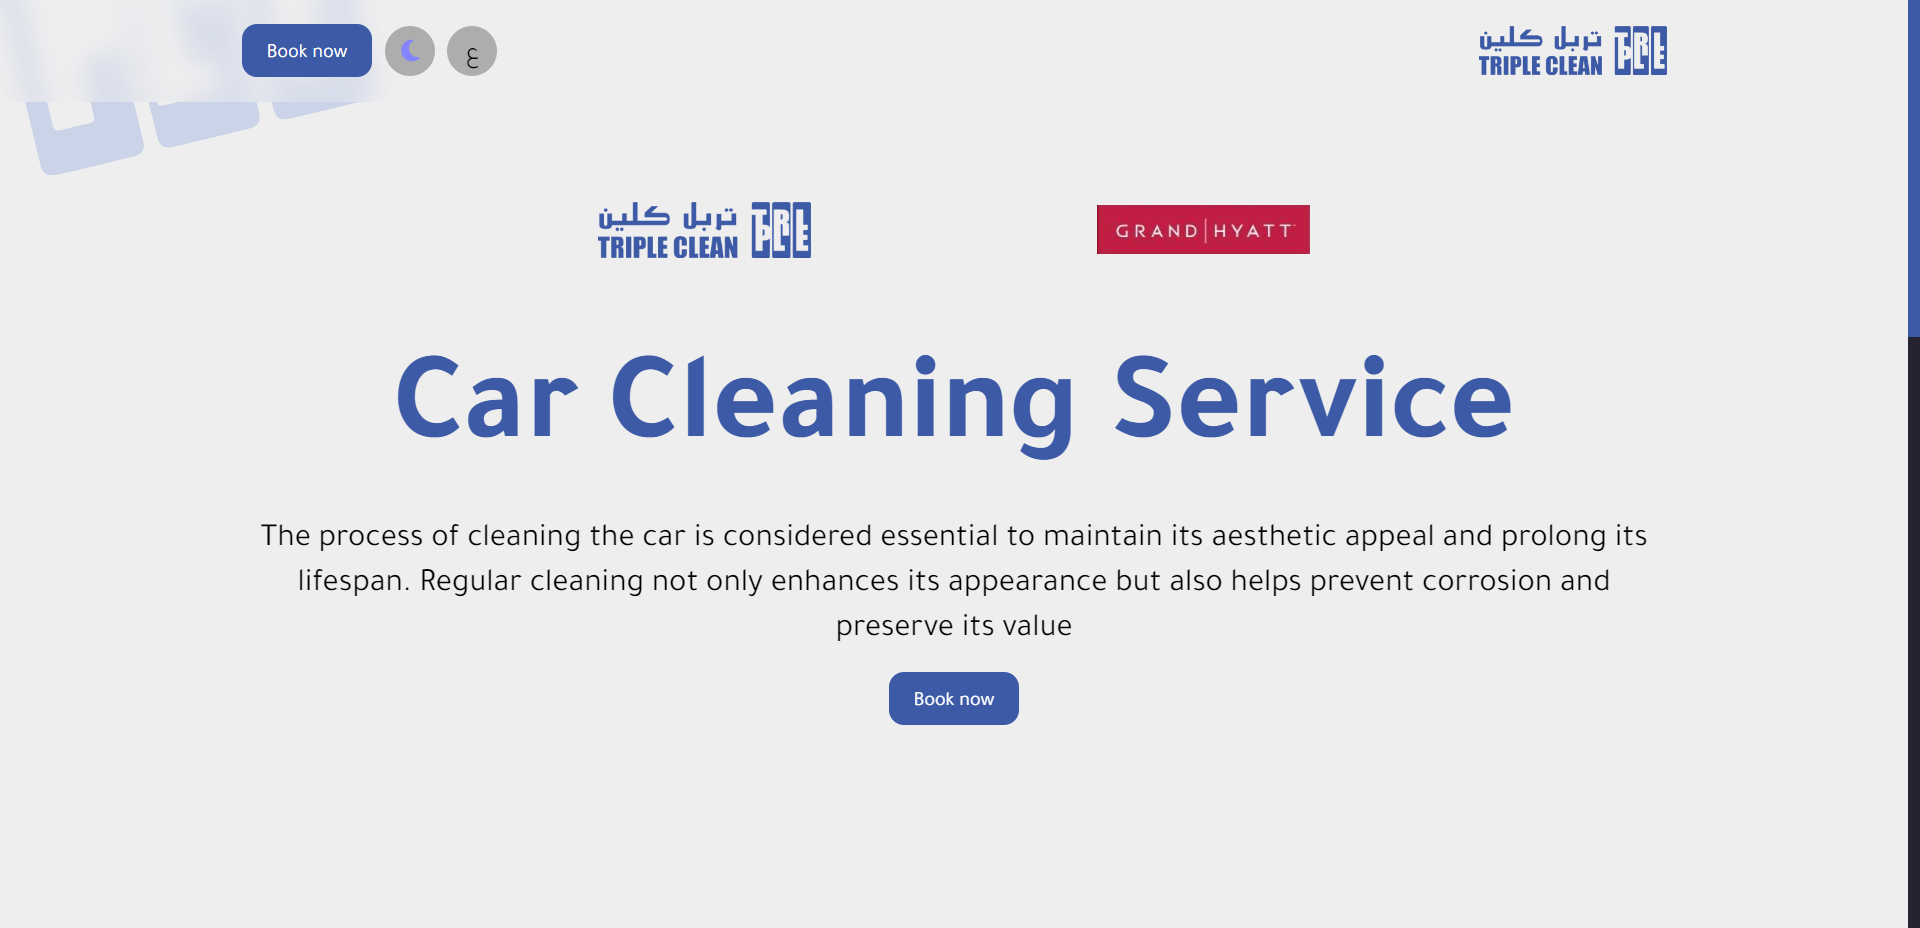 Book now
ع
تربل كلين
TRIPLE CLEAN
TRIPLE
تربل كلين
TRIPLE CLEAN
TRIPLE
GRAND | HYATT
Car Cleaning Service
The process of cleaning the car is considered essential to maintain its aesthetic appeal and prolong its
lifespan. Regular cleaning not only enhances its appearance but also helps prevent corrosion and
preserve its value
Book now